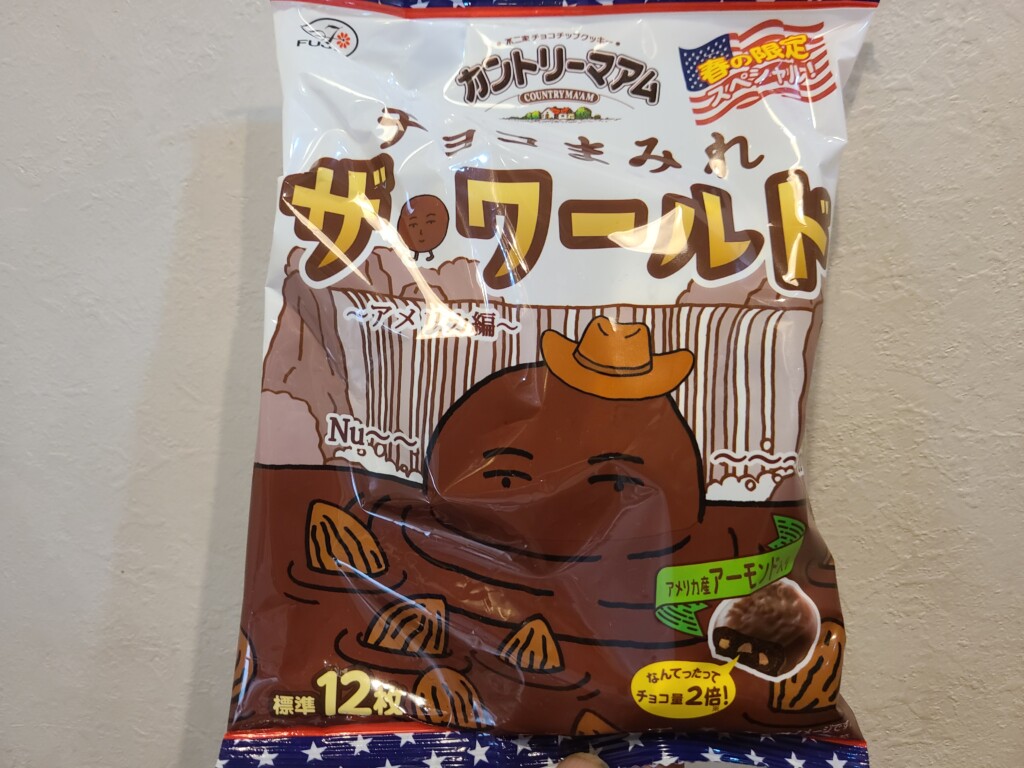 FUJIYA
不二家 チョコチップクッキー
カントリーマアム
COUNTRY MA'AM
春の限定
スペシャル!
チョコまみれ
ザ・ワールド
～アメリカ編～
Nu～～
～～～
アメリカ産アーモンド入り
なんてったって
チョコ量2倍!
標準12枚